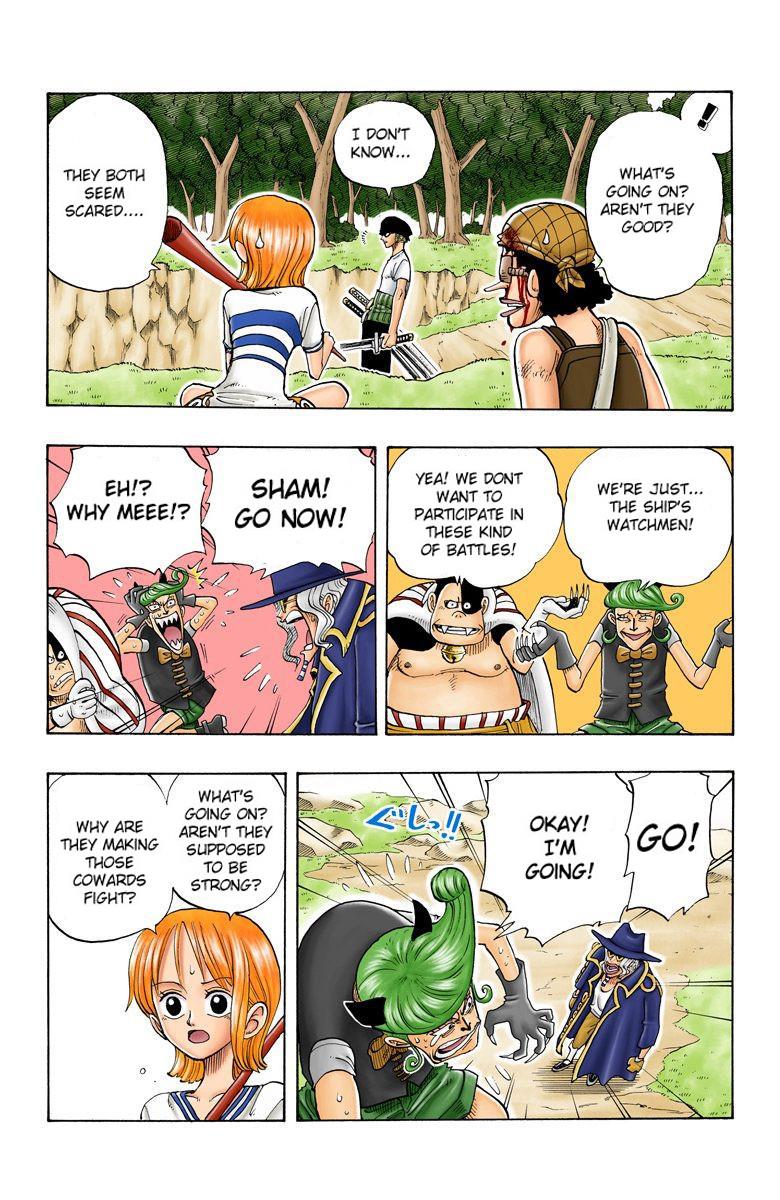 !
WHAT'S
GOING ON?
AREN'T THEY
GOOD?
I DON'T
KNOW...
THEY BOTH
SEEM
SCARED....
WE'RE JUST...
THE SHIP'S
WATCHMEN!
YEA! WE DONT
WANT TO
PARTICIPATE IN
THESE KIND
OF BATTLES!
SHAM!
GO NOW!
EH!?
WHY MEEE!?
GO!
OKAY!
I'M
GOING!
ぐしっ!!
WHAT'S
GOING ON?
AREN'T THEY
SUPPOSED
TO BE
STRONG?
WHY ARE
THEY MAKING
THOSE
COWARDS
FIGHT?